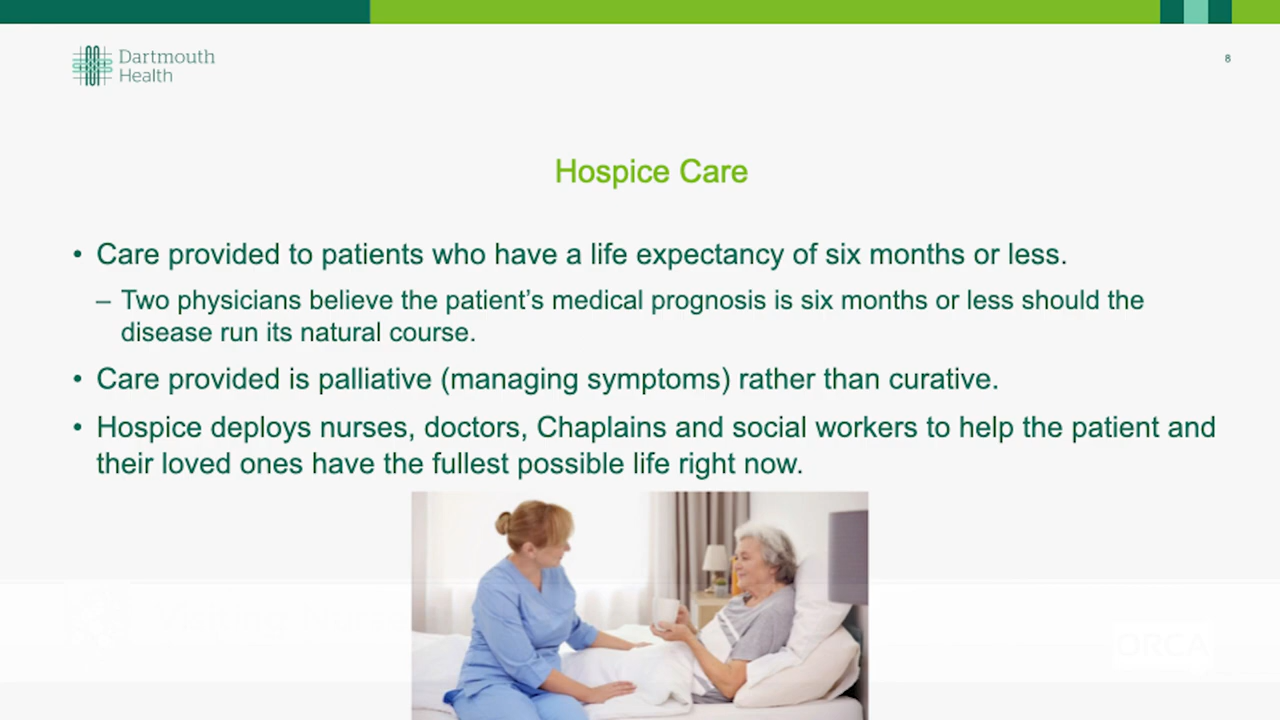 Dartmouth
Health
8
Hospice Care
• Care provided to patients who have a life expectancy of six months or less.
– Two physicians believe the patient's medical prognosis is six months or less should the
disease run its natural course.
• Care provided is palliative (managing symptoms) rather than curative.
• Hospice deploys nurses, doctors, Chaplains and social workers to help the patient and
their loved ones have the fullest possible life right now.
ORCA